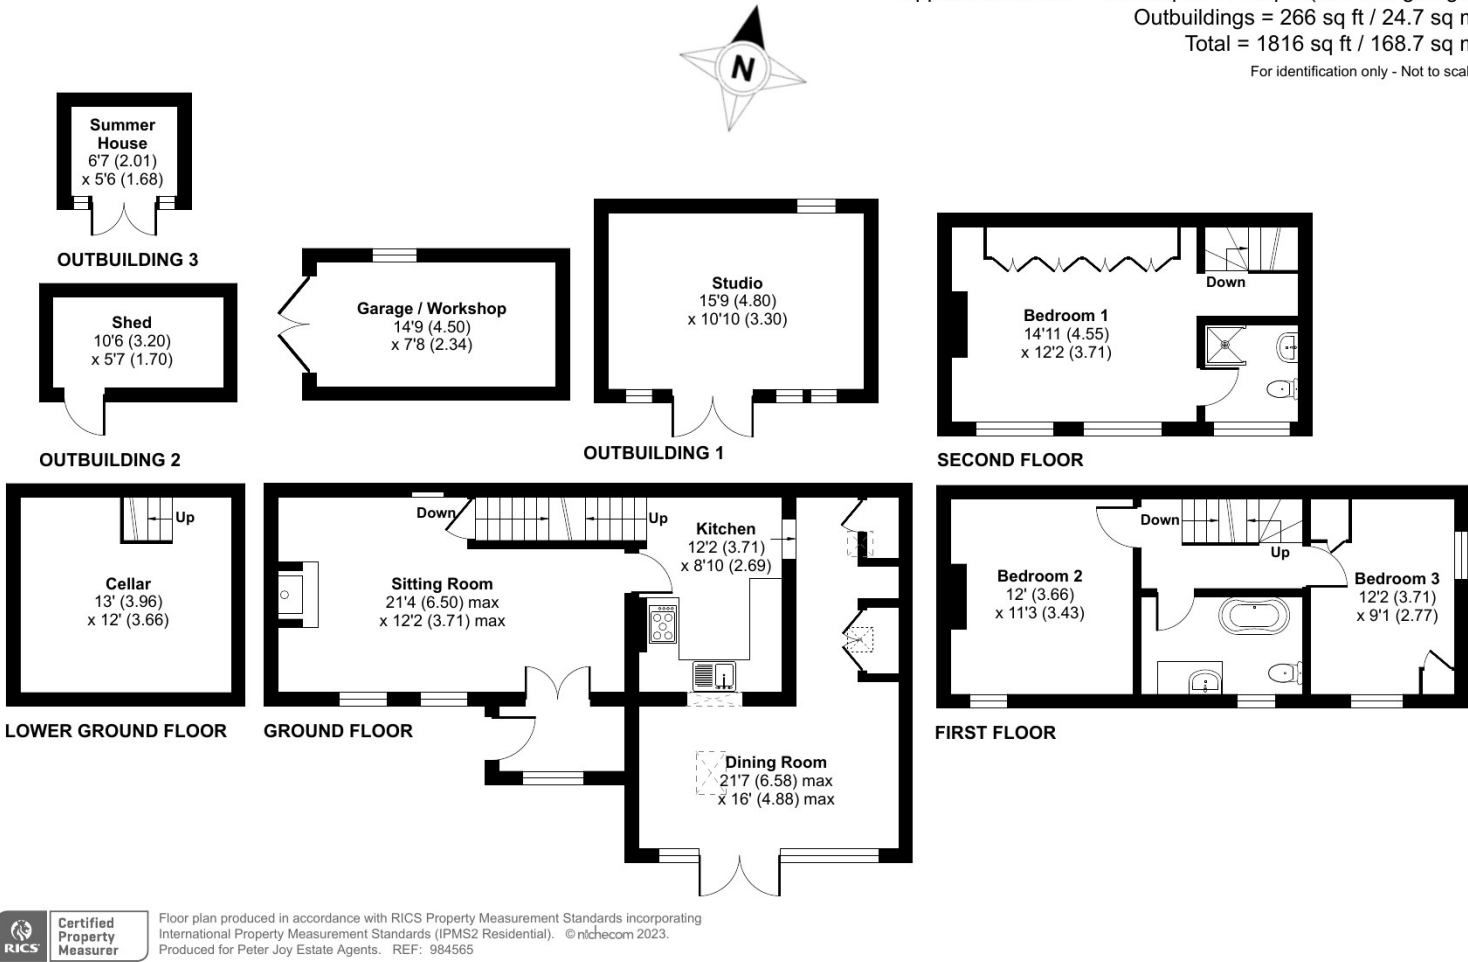 Outbuildings = 266 sq ft / 24.7 sq m
Total = 1816 sq ft / 168.7 sq m
For identification only - Not to scal
N
Summer
House
6'7 (2.01)
x 5'6 (1.68)
OUTBUILDING 3
Shed
10'6 (3.20)
x 5'7 (1.70)
OUTBUILDING 2
Garage / Workshop
14'9 (4.50)
x 7'8 (2.34)
Studio
15'9 (4.80)
x 10'10 (3.30)
OUTBUILDING 1
Bedroom 1
14'11 (4.55)
x 12'2 (3.71)
Down
SECOND FLOOR
Up
Cellar
13' (3.96)
x 12' (3.66)
LOWER GROUND FLOOR
Down
Up
Sitting Room
21'4 (6.50) max
x 12'2 (3.71) max
Kitchen
12'2 (3.71)
x 8'10 (2.69)
Dining Room
21'7 (6.58) max
x 16' (4.88) max
GROUND FLOOR
Down
Up
Bedroom 2
12' (3.66)
x 11'3 (3.43)
Bedroom 3
12'2 (3.71)
x 9'1 (2.77)
FIRST FLOOR
RICS
Certified
Property
Measurer
Floor plan produced in accordance with RICS Property Measurement Standards incorporating
International Property Measurement Standards (IPMS2 Residential). © nichecom 2023.
Produced for Peter Joy Estate Agents. REF: 984565